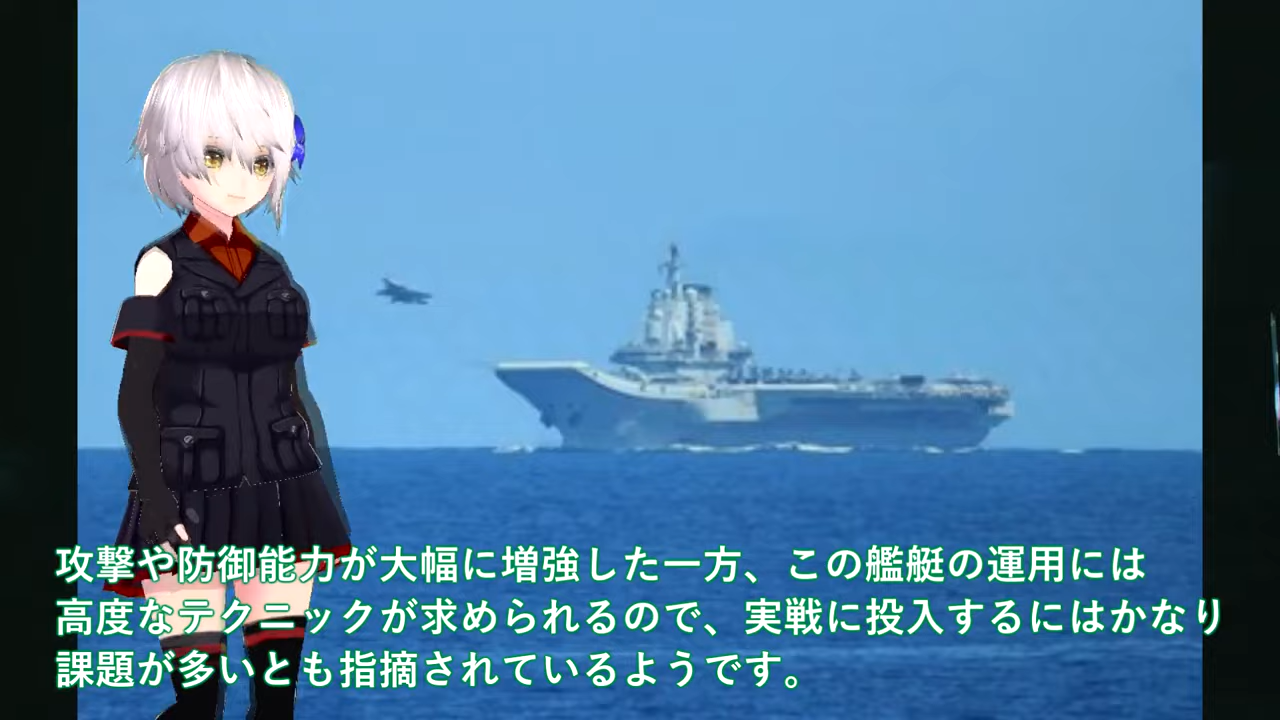 攻撃や防御能力が大幅に増強した一方、この艦艇の運用には
高度なテクニックが求められるので、実戦に投入するにはかなり
課題が多いとも指摘されているようです。